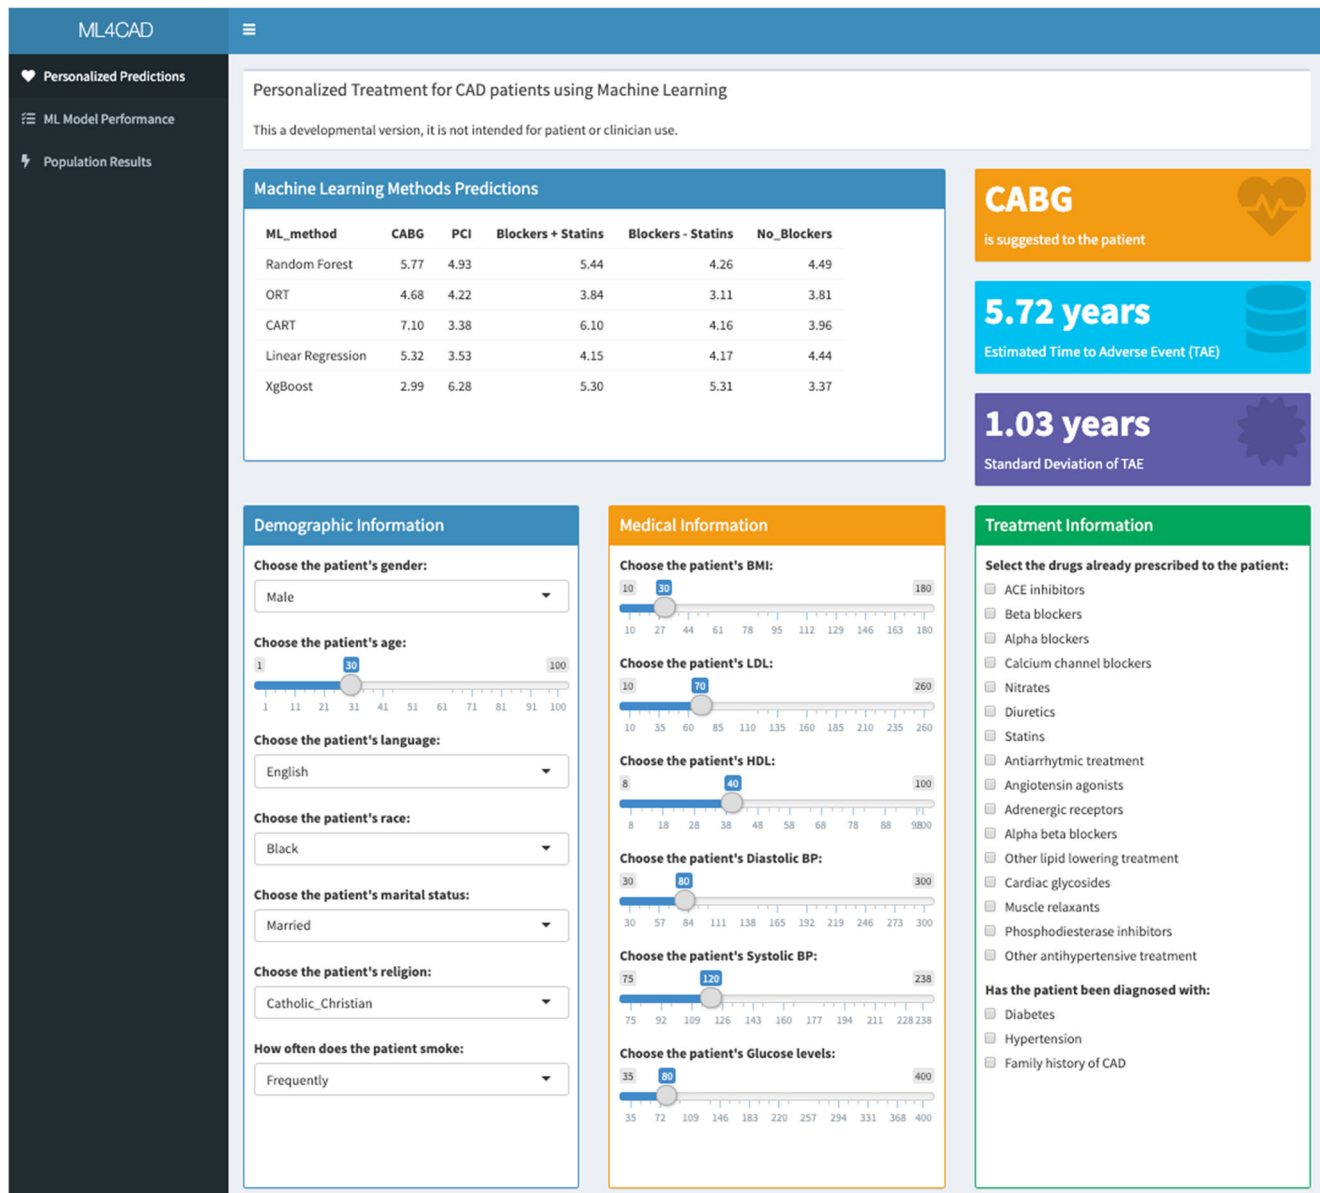 ML4CAD
Personalized Predictions
ML Model Performance
Population Results
Personalized Treatment for CAD patients using Machine Learning
This a developmental version, it is not intended for patient or clinician use.
Machine Learning Methods Predictions
ML_method CABG PCI Blockers + Statins Blockers - Statins No_Blockers
Random Forest 5.77 4.93 5.44 4.26 4.49
ORT 4.68 4.22 3.84 3.11 3.81
CART 7.10 3.38 6.10 4.16 3.96
Linear Regression 5.32 3.53 4.15 4.17 4.44
XgBoost 2.99 6.28 5.30 5.31 3.37
CABG
is suggested to the patient
5.72 years
Estimated Time to Adverse Event (TAE)
1.03 years
Standard Deviation of TAE
Demographic Information
Choose the patient's gender:
Male
Choose the patient's age:
1 30 100
1 11 21 31 41 51 61 71 81 91 100
Choose the patient's language:
English
Choose the patient's race:
Black
Choose the patient's marital status:
Married
Choose the patient's religion:
Catholic_Christian
How often does the patient smoke:
Frequently
Medical Information
Choose the patient's BMI:
10 30 180
10 27 44 61 78 95 112 129 146 163 180
Choose the patient's LDL:
10 70 260
10 35 60 85 110 135 160 185 210 235 260
Choose the patient's HDL:
8 40 100
8 18 28 38 48 58 68 78 88 98 100
Choose the patient's Diastolic BP:
30 80 300
30 57 84 111 138 165 192 219 246 273 300
Choose the patient's Systolic BP:
75 120 238
75 92 109 126 143 160 177 194 211 228 238
Choose the patient's Glucose levels:
35 80 400
35 72 109 146 183 220 257 294 331 368 400
Treatment Information
Select the drugs already prescribed to the patient:
ACE inhibitors
Beta blockers
Alpha blockers
Calcium channel blockers
Nitrates
Diuretics
Statins
Antiarrhytmic treatment
Angiotensin agonists
Adrenergic receptors
Alpha beta blockers
Other lipid lowering treatment
Cardiac glycosides
Muscle relaxants
Phosphodiesterase inhibitors
Other antihypertensive treatment
Has the patient been diagnosed with:
Diabetes
Hypertension
Family history of CAD